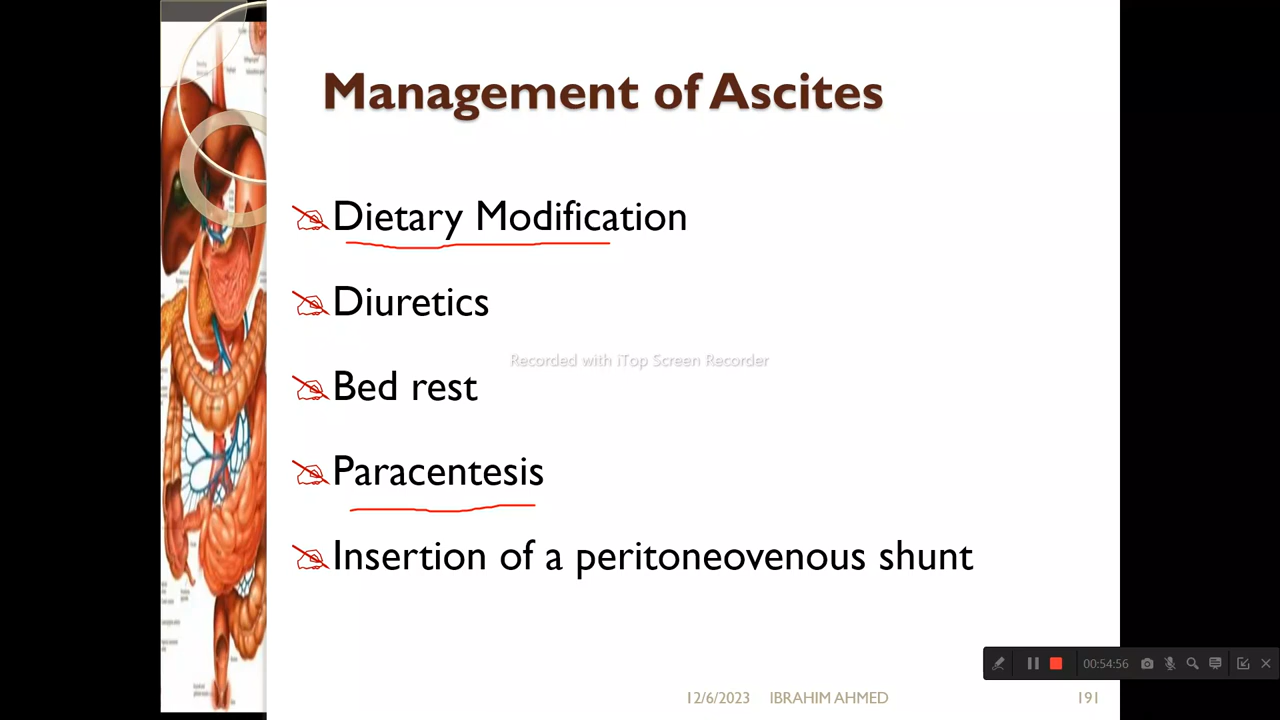 Management of Ascites
Dietary Modification
Diuretics
Recorded with iTop Screen Recorder
Bed rest
Paracentesis
Insertion of a peritoneovenous shunt
00:54:56
12/6/2023 IBRAHIM AHMED 191